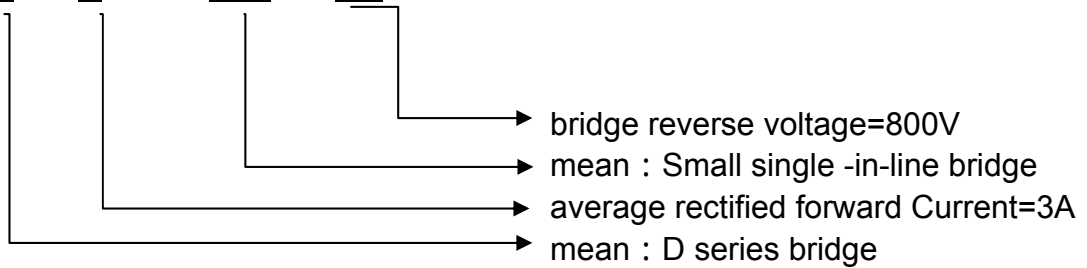 bridge reverse voltage=800V
mean：Small single -in-line bridge
average rectified forward Current=3A
mean：D series bridge